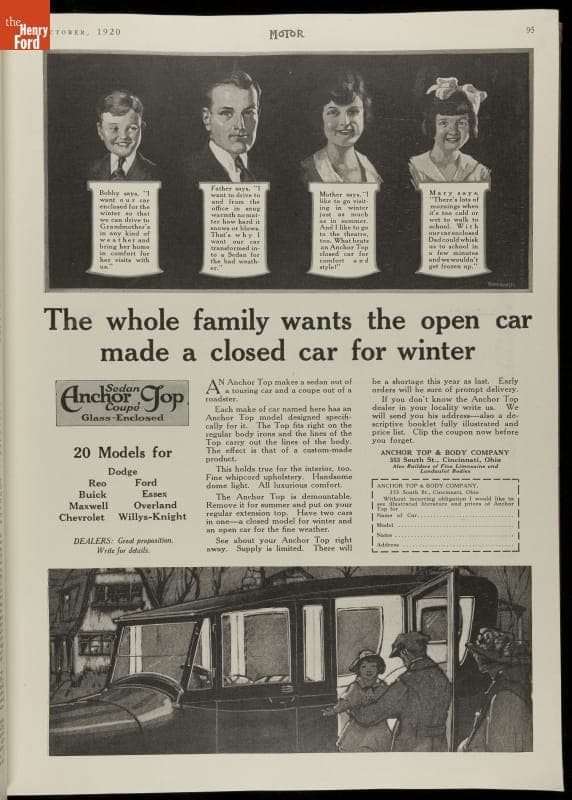 the
Henry
Ford
OCTOBER, 1920
MOTOR
95
Bobby says, "I
want our car
enclosed for the
winter so that
we can drive to
Grandmother's
in any kind of
weather and
bring her home
in comfort for
her visits with
us."
Father says, "I
want to drive to
and from the
office in snug
warmth no mat-
ter how hard it
snows or blows.
That's why I
want our car
transformed in-
to a Sedan for
the bad weath-
er."
Mother says, "I
like to go visit-
ing in winter
just as much
as in summer.
And I like to go
to the theatre,
too. What beats
an Anchor Top
closed car for
comfort and
style!"
Mary says,
"There's lots of
mornings when
it's too cold or
wet to walk to
school. With
our car enclosed
Dad could whisk
us to school in
a few minutes
and we wouldn't
get frozen up."
The whole family wants the open car
made a closed car for winter
Sedan
Anchor Top
Coupé
Glass-Enclosed
20 Models for
Dodge
Reo Ford
Buick Essex
Maxwell Overland
Chevrolet Willys-Knight
DEALERS: Good proposition.
Write for details.
AN Anchor Top makes a sedan out of
a touring car and a coupe out of a
roadster.
Each make of car named here has an
Anchor Top model designed specifi-
cally for it. The Top fits right on the
regular body irons and the lines of the
Top carry out the lines of the body.
The effect is that of a custom-made
product.
This holds true for the interior, too.
Fine whipcord upholstery. Handsome
dome light. All luxurious comfort.
The Anchor Top is demountable.
Remove it for summer and put on your
regular extension top. Have two cars
in one—a closed model for winter and
an open car for the fine weather.
See about your Anchor Top right
away. Supply is limited. There will
be a shortage this year as last. Early
orders will be sure of prompt delivery.
If you don't know the Anchor Top
dealer in your locality write us. We
will send you his address—also a de-
scriptive booklet fully illustrated and
price list. Clip the coupon now before
you forget.
ANCHOR TOP & BODY COMPANY
353 South St., Cincinnati, Ohio
Also Builders of Fine Limousine and
Landaulet Bodies
ANCHOR TOP & BODY COMPANY,
353 South St., Cincinnati, Ohio:
Without incurring obligation I would like to
see illustrated literature and prices of Anchor
Top for
Name of Car
Model
Name
Address